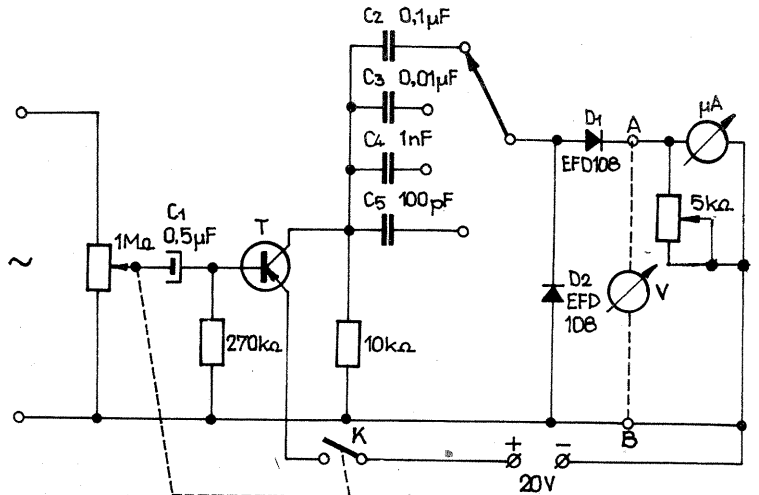 C2 0,1µF
C3 0,01µF
C4 1nF
C5 100pF
D1
EFD108
A
µA
5kΩ
~
1MΩ
C1
0,5µF
T
270kΩ
10kΩ
D2
EFD
108
V
K
+ −
20V
B